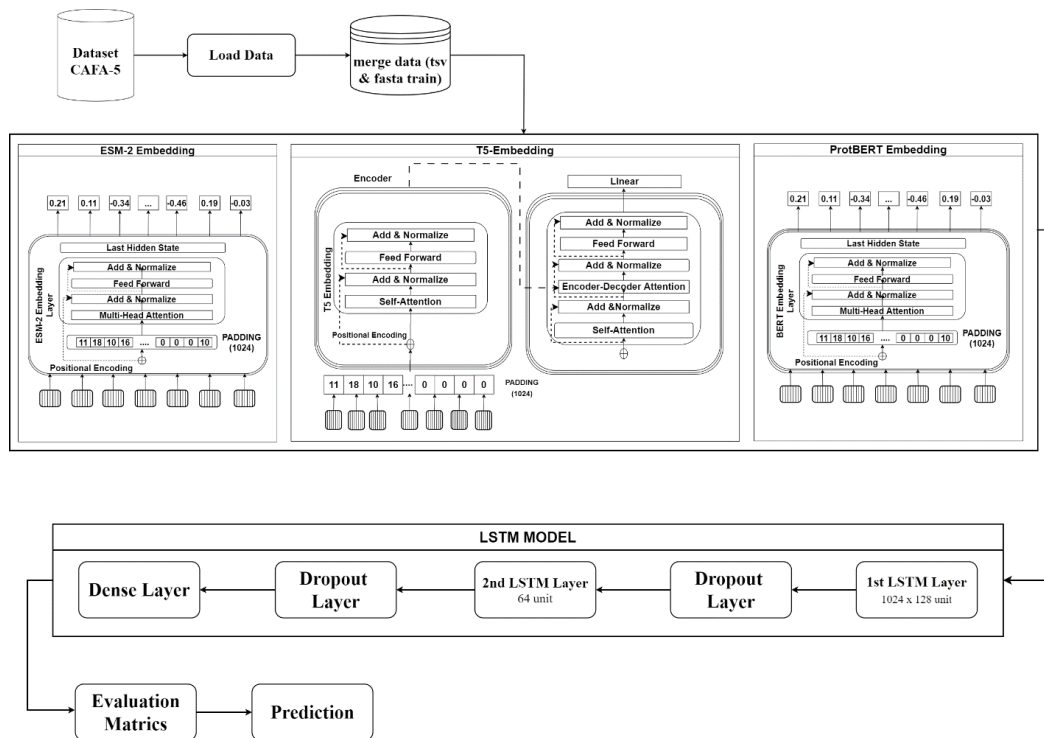 Dataset
CAFA-5
Load Data
merge data (tsv
& fasta train)
ESM-2 Embedding
0.21 0.11 -0.34 ... -0.46 0.19 -0.03
Last Hidden State
Add & Normalize
Feed Forward
Add & Normalize
Multi-Head Attention
ESM-2 Embedding
Layer
11 18 10 16 .... 0 0 0 10
PADDING
(1024)
Positional Encoding
T5-Embedding
Encoder
Add & Normalize
Feed Forward
Add & Normalize
Self-Attention
T5 Embedding
Positional Encoding
11 18 10 16 .... 0 0 0 0
PADDING
(1024)
Linear
Add & Normalize
Feed Forward
Add & Normalize
Encoder-Decoder Attention
Add &Normalize
Self-Attention
ProtBERT Embedding
0.21 0.11 -0.34 ... -0.46 0.19 -0.03
Last Hidden State
Add & Normalize
Feed Forward
Add & Normalize
Multi-Head Attention
BERT Embedding
Layer
11 18 10 16 .... 0 0 0 10
PADDING
(1024)
Positional Encoding
LSTM MODEL
Dense Layer
Dropout
Layer
2nd LSTM Layer
64 unit
Dropout
Layer
1st LSTM Layer
1024 x 128 unit
Evaluation
Matrics
Prediction